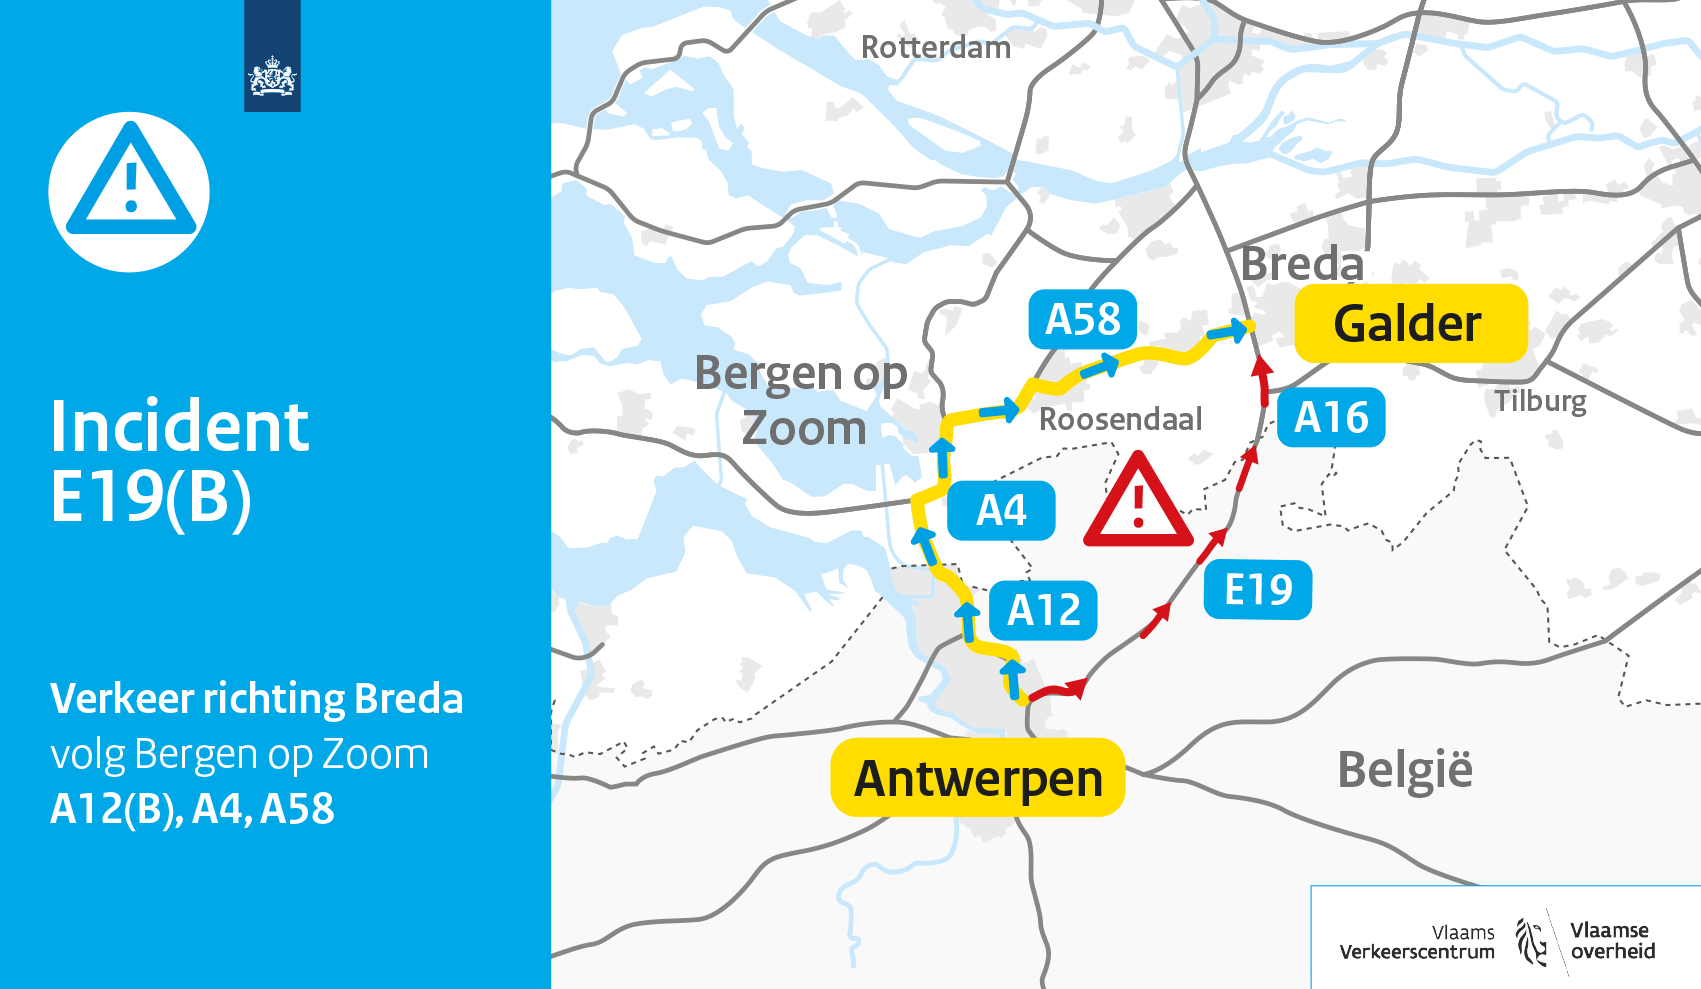 Incident
E19(B)
Verkeer richting Breda
volg Bergen op Zoom
A12(B), A4, A58
Rotterdam
Breda
Galder
A58
Bergen op
Zoom
Roosendaal
A16
Tilburg
A4
E19
A12
Antwerpen
België
Vlaams
Verkeerscentrum
Vlaamse
overheid